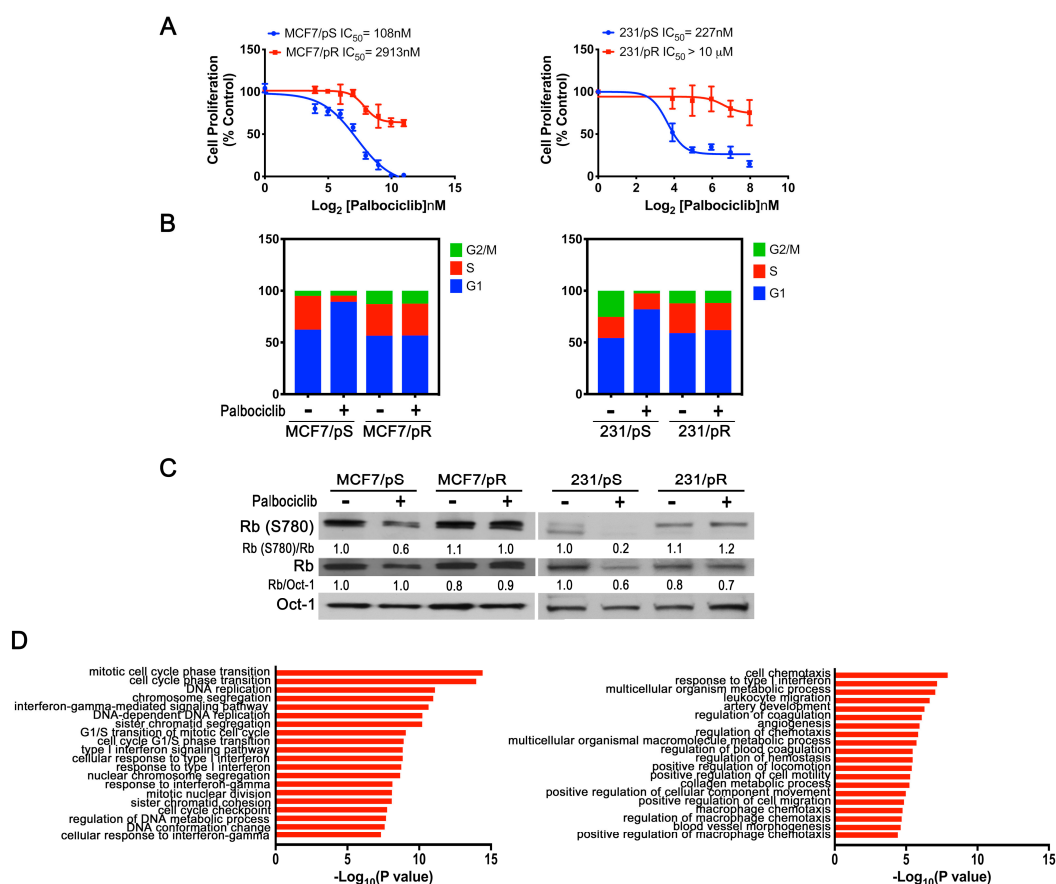 A
MCF7/pS IC50= 108nM
MCF7/pR IC50= 2913nM
Cell Proliferation
(% Control)
150
100
50
0
0 5 10 15
Log2 [Palbociclib]nM
231/pS IC50= 227nM
231/pR IC50 > 10 μM
Cell Proliferation
(% Control)
150
100
50
0
0 2 4 6 8 10
Log2 [Palbociclib]nM
B
150
100
50
0
G2/M
S
G1
Palbociclib - + - +
MCF7/pS MCF7/pR
150
100
50
0
G2/M
S
G1
- + - +
231/pS 231/pR
C
MCF7/pS MCF7/pR 231/pS 231/pR
Palbociclib - + - + - + - +
Rb (S780)
Rb (S780)/Rb 1.0 0.6 1.1 1.0 1.0 0.2 1.1 1.2
Rb
Rb/Oct-1 1.0 1.0 0.8 0.9 1.0 0.6 0.8 0.7
Oct-1
D
mitotic cell cycle phase transition
cell cycle phase transition
DNA replication
chromosome segregation
interferon-gamma-mediated signaling pathway
DNA-dependent DNA replication
sister chromatid segregation
G1/S transition of mitotic cell cycle
cell cycle G1/S phase transition
type I interferon signaling pathway
cellular response to type I interferon
response to type I interferon
nuclear chromosome segregation
response to interferon-gamma
mitotic nuclear division
sister chromatid cohesion
cell cycle checkpoint
regulation of DNA metabolic process
DNA conformation change
cellular response to interferon-gamma
0 5 10 15
-Log10(P value)
cell chemotaxis
response to type I interferon
multicellular organism metabolic process
leukocyte migration
artery development
regulation of coagulation
angiogenesis
regulation of chemotaxis
multicellular organismal macromolecule metabolic process
regulation of blood coagulation
regulation of hemostasis
positive regulation of locomotion
positive regulation of cell motility
collagen metabolic process
positive regulation of cellular component movement
positive regulation of cell migration
macrophage chemotaxis
regulation of macrophage chemotaxis
blood vessel morphogenesis
positive regulation of macrophage chemotaxis
0 5 10 15
-Log10(P value)